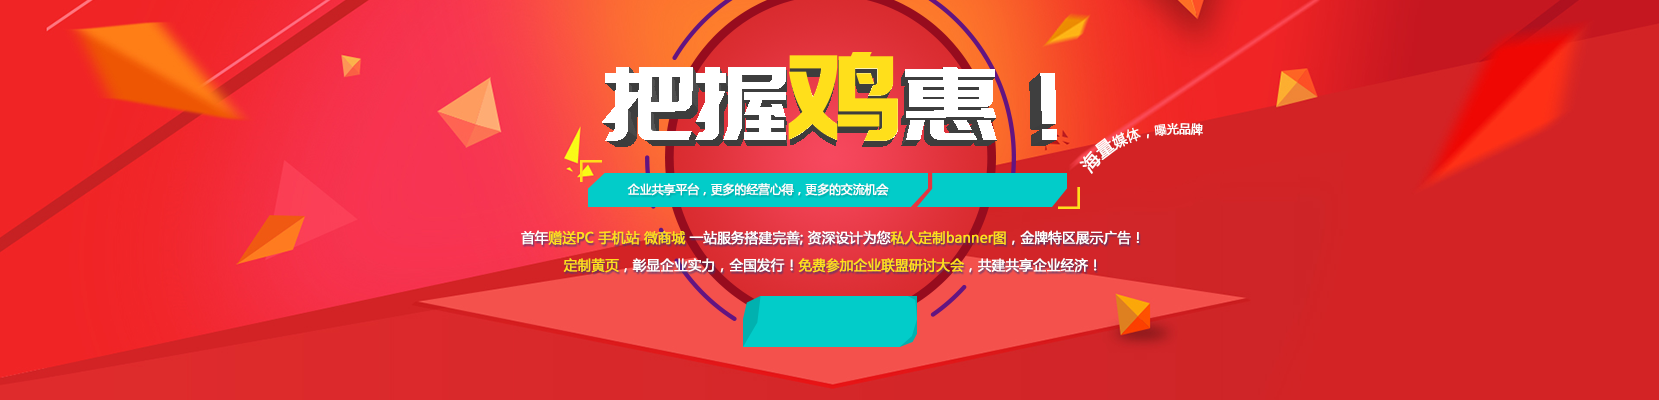 把握鸡惠！
海量媒体，曝光品牌
企业共享平台，更多的经营心得，更多的交流机会
首年赠送PC 手机站 微商城 一站服务搭建完善; 资深设计为您私人定制banner图，金牌特区展示广告！
定制黄页，彰显企业实力，全国发行！免费参加企业联盟研讨大会，共建共享企业经济！